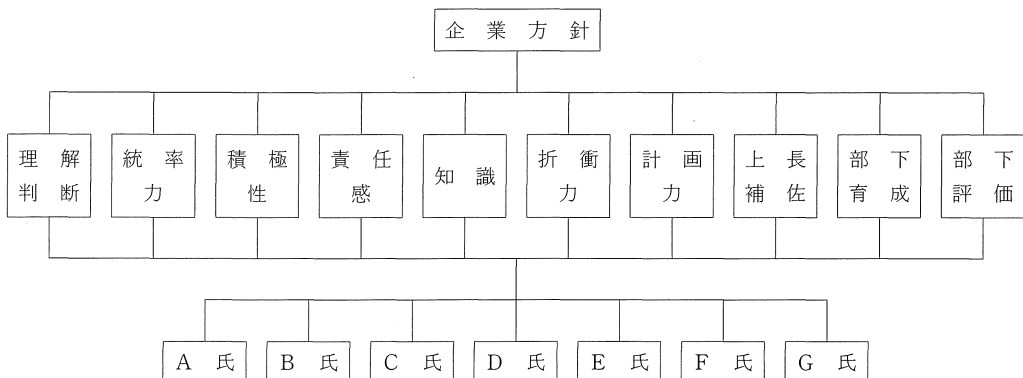 企業方針
理解判断
統率力
積極性
責任感
知識
折衝力
計画力
上長補佐
部下育成
部下評価
A氏
B氏
C氏
D氏
E氏
F氏
G氏